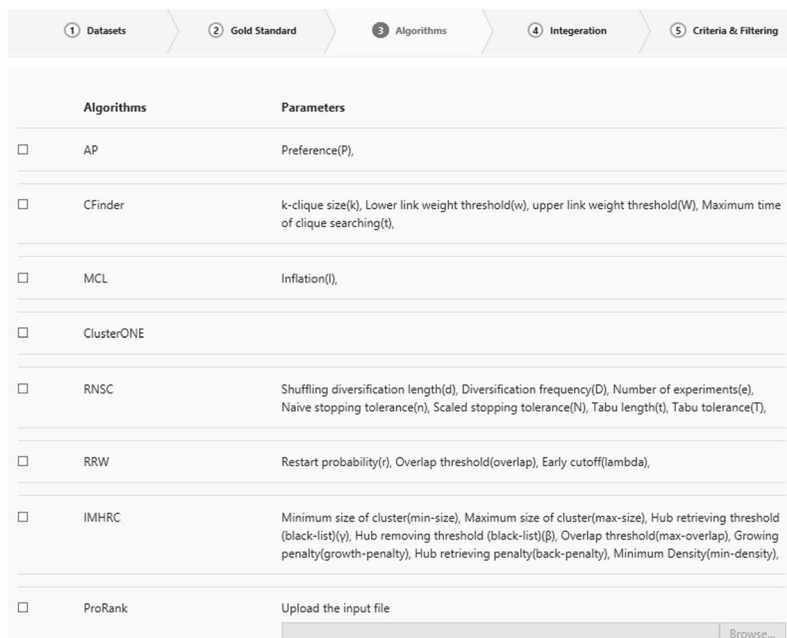 1 Datasets
2 Gold Standard
3 Algorithms
4 Integeration
5 Criteria & Filtering
Algorithms Parameters
AP Preference(P),
CFinder k-clique size(k), Lower link weight threshold(w), upper link weight threshold(W), Maximum time
of clique searching(t),
MCL Inflation(I),
ClusterONE
RNSC Shuffling diversification length(d), Diversification frequency(D), Number of experiments(e),
Naive stopping tolerance(n), Scaled stopping tolerance(N), Tabu length(t), Tabu tolerance(T),
RRW Restart probability(r), Overlap threshold(overlap), Early cutoff(lambda),
IMHRC Minimum size of cluster(min-size), Maximum size of cluster(max-size), Hub retrieving threshold
(black-list)(γ), Hub removing threshold (black-list)(β), Overlap threshold(max-overlap), Growing
penalty(growth-penalty), Hub retrieving penalty(back-penalty), Minimum Density(min-density),
ProRank Upload the input file
Browse...